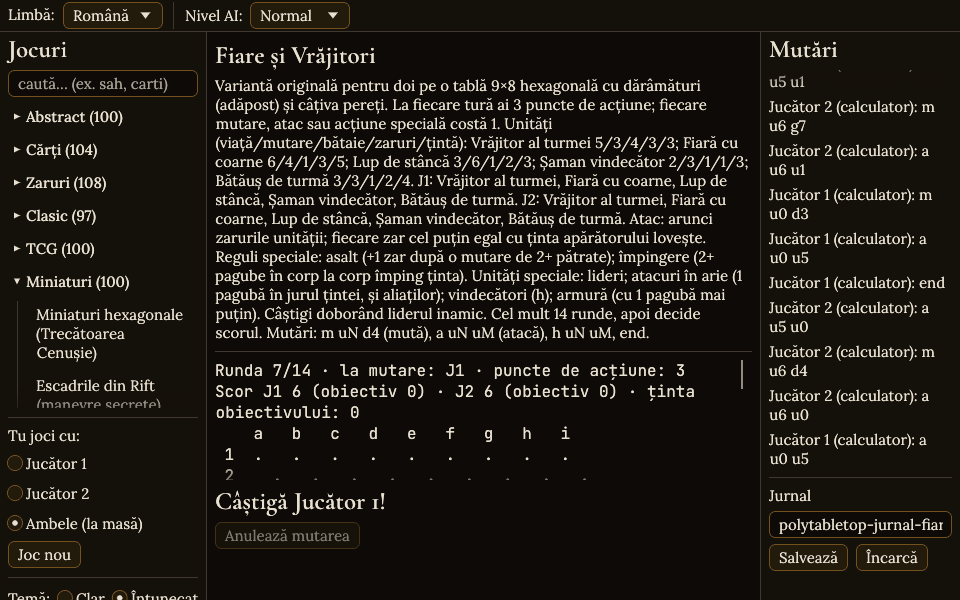 Limbă: Română ▼ Nivel AI: Normal ▼
Jocuri
caută... (ex. sah, carti)
▸ Abstract (100)
▸ Cărți (104)
▸ Zaruri (108)
▸ Clasic (97)
▸ TCG (100)
▾ Miniaturi (100)
Miniaturi hexagonale
(Trecătoarea
Cenușie)
Escadrile din Rift
(manevre secrete)
Tu joci cu:
Jucător 1
Jucător 2
Ambele (la masă)
Joc nou
Temă: Clar Întunecat
Fiare și Vrăjitori
Variantă originală pentru doi pe o tablă 9×8 hexagonală cu dărâmături
(adăpost) și câțiva pereți. La fiecare tură ai 3 puncte de acțiune; fiecare
mutare, atac sau acțiune specială costă 1. Unități
(viață/mutare/bătaie/zaruri/țintă): Vrăjitor al turmei 5/3/4/3/3; Fiară cu
coarne 6/4/1/3/5; Lup de stâncă 3/6/1/2/3; Șaman vindecător 2/3/1/1/3;
Bătăuș de turmă 3/3/1/2/4. J1: Vrăjitor al turmei, Fiară cu coarne, Lup de
stâncă, Șaman vindecător, Bătăuș de turmă. J2: Vrăjitor al turmei, Fiară cu
coarne, Lup de stâncă, Șaman vindecător, Bătăuș de turmă. Atac: arunci
zarurile unității; fiecare zar cel puțin egal cu ținta apărătorului lovește.
Reguli speciale: asalt (+1 zar după o mutare de 2+ pătrate); împingere (2+
pagube în corp la corp împing ținta). Unități speciale: lideri; atacuri în arie (1
pagubă în jurul țintei, și aliaților); vindecători (h); armură (cu 1 pagubă mai
puțin). Câștigi doborând liderul inamic. Cel mult 14 runde, apoi decide
scorul. Mutări: m uN d4 (mută), a uN uM (atacă), h uN uM, end.
Runda 7/14 · la mutare: J1 · puncte de acțiune: 3
Scor J1 6 (obiectiv 0) · J2 6 (obiectiv 0) · ținta
obiectivului: 0
a b c d e f g h i
1 . . . . . . . . .
2 . . . . . . . . .
Câștigă Jucător 1!
Anulează mutarea
Mutări
u5 u1
Jucător 2 (calculator): m
u6 g7
Jucător 2 (calculator): a
u6 u1
Jucător 1 (calculator): m
u0 d3
Jucător 1 (calculator): a
u0 u5
Jucător 1 (calculator): end
Jucător 2 (calculator): a
u5 u0
Jucător 2 (calculator): m
u6 d4
Jucător 2 (calculator): a
u6 u0
Jucător 1 (calculator): a
u0 u5
Jurnal
polytabletop-jurnal-fiar
Salvează Încarcă